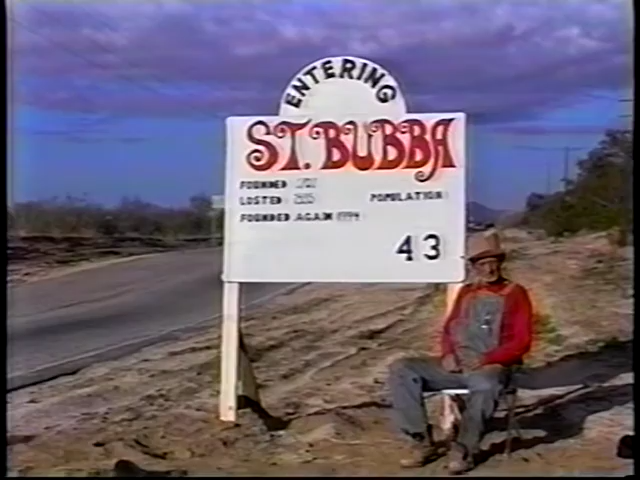 ENTERING
ST. BUBBA
FOUNDED
LOSTED POPULATION
FOUNDED AGAIN
43